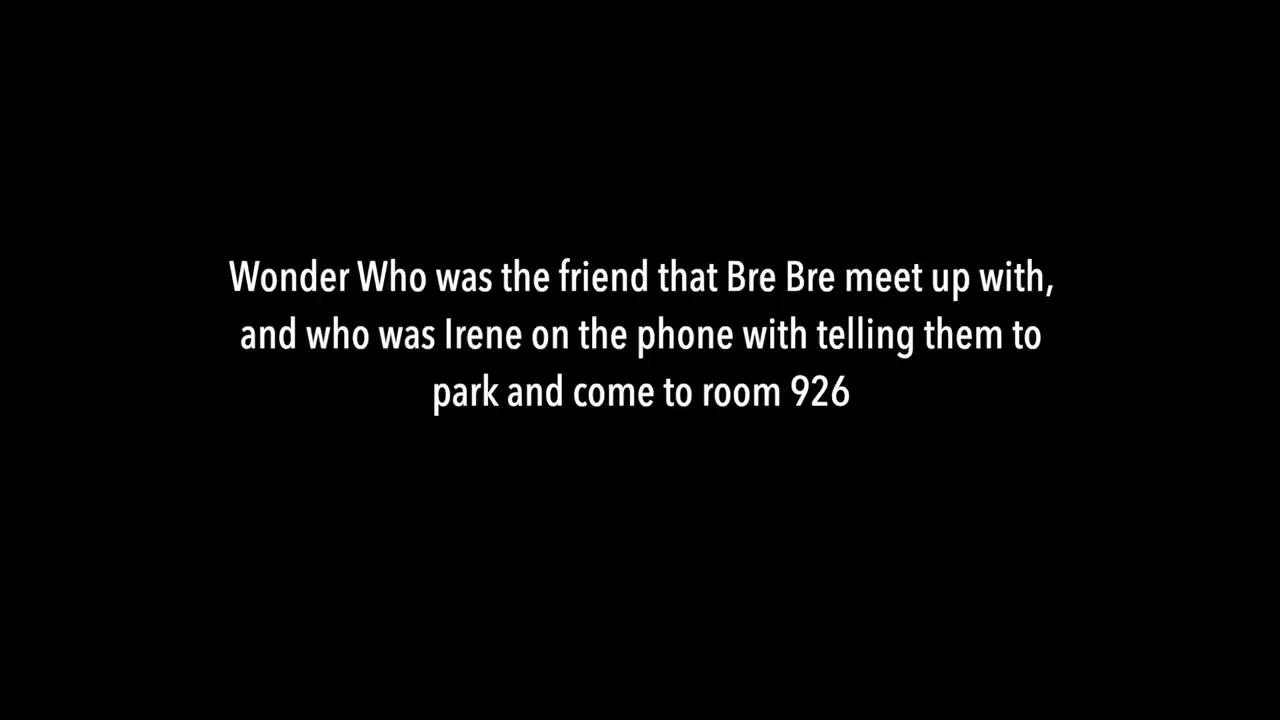 Wonder Who was the friend that Bre Bre meet up with,
and who was Irene on the phone with telling them to
park and come to room 926